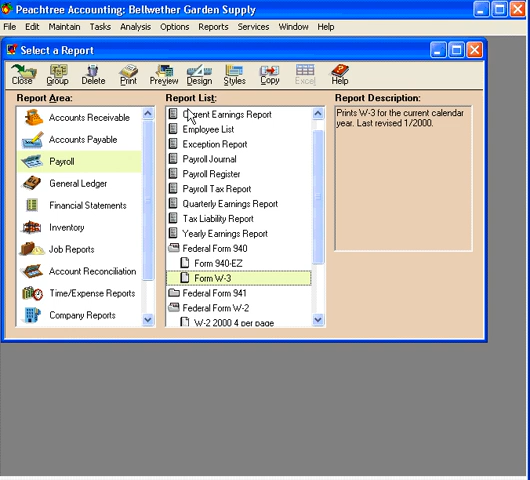 Peachtree Accounting: Bellwether Garden Supply
File Edit Maintain Tasks Analysis Options Reports Services Window Help
Select a Report
Close Group Delete Print Preview Design Styles Copy Excel Help
Report Area:
Accounts Receivable
Accounts Payable
Payroll
General Ledger
Financial Statements
Inventory
Job Reports
Account Reconciliation
Time/Expense Reports
Company Reports
Report List:
Current Earnings Report
Employee List
Exception Report
Payroll Journal
Payroll Register
Payroll Tax Report
Quarterly Earnings Report
Tax Liability Report
Yearly Earnings Report
Federal Form 940
Form 940-EZ
Form W-3
Federal Form 941
Federal Form W-2
W-2 2000 4 per page
Report Description:
Prints W-3 for the current calendar
year. Last revised 1/2000.